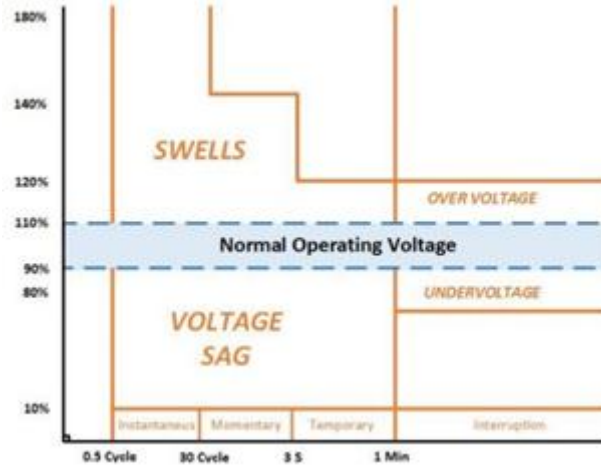 180%
140%
SWELLS
120%
OVER VOLTAGE
110%
Normal Operating Voltage
90%
80%
UNDERVOLTAGE
VOLTAGE
SAG
10%
Instantaneus
Momentary
Temporary
Interruption
0.5 Cycle
30 Cycle
3 S
1 Min